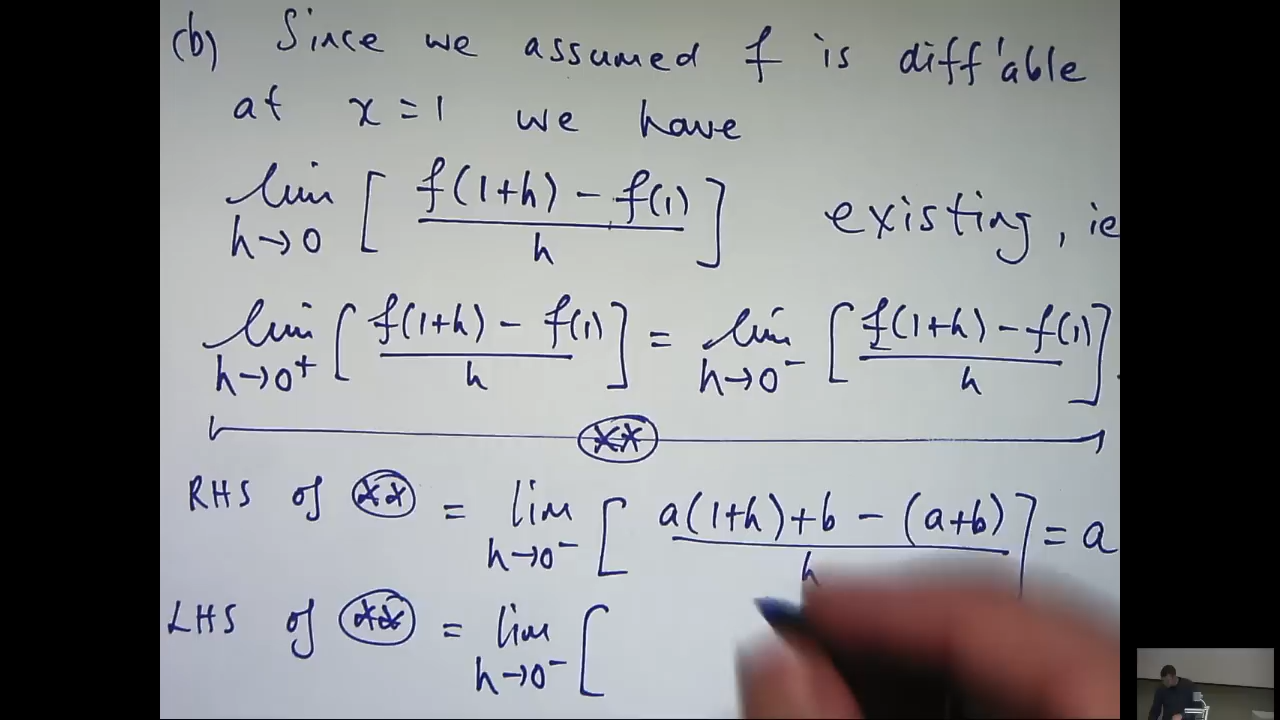 (b) Since we assumed f is diff'able
at x = 1 we have
lim h→0 [ f(1+h) - f(1) / h ] existing, ie
lim h→0⁺ [ f(1+h) - f(1) / h ] = lim h→0⁻ [ f(1+h) - f(1) / h ].
**
RHS of ** = lim h→0⁻ [ a(1+h)+b - (a+b) / h ] = a
LHS of ** = lim h→0⁻ [